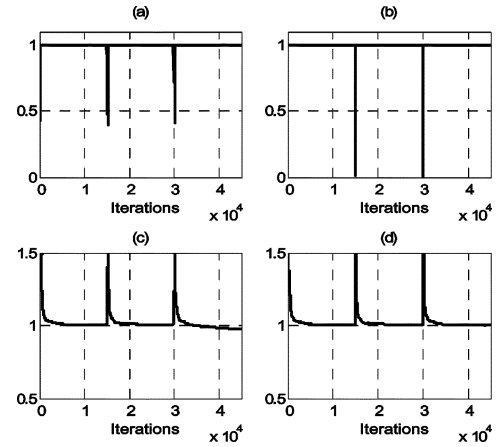 (a) (b)
1 1
0.5 0.5
0 0
0 1 2 3 4 0 1 2 3 4
Iterations Iterations
x 10^4 x 10^4
(c) (d)
1.5 1.5
1 1
0.5 0.5
0 1 2 3 4 0 1 2 3 4
Iterations Iterations
x 10^4 x 10^4